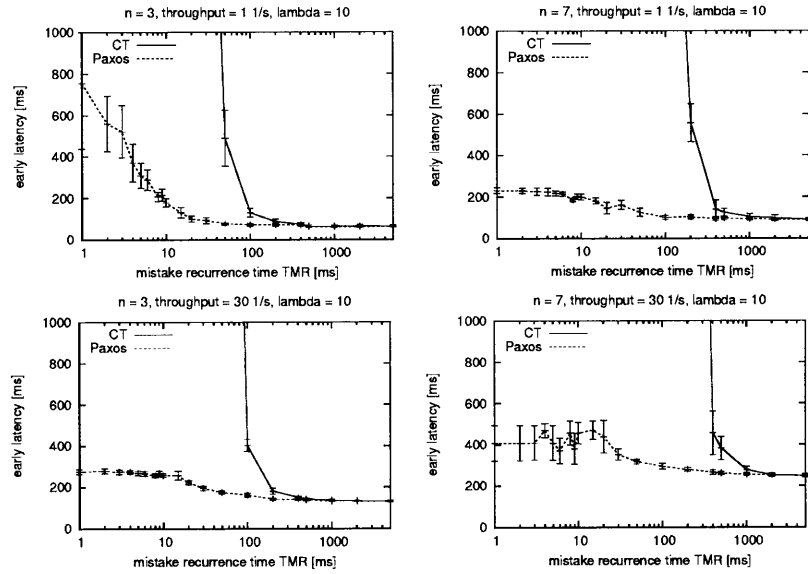 n = 3, throughput = 1 1/s, lambda = 10
CT
Paxos
1000
800
600
400
200
0
early latency [ms]
1 10 100 1000
mistake recurrence time TMR [ms]
n = 7, throughput = 1 1/s, lambda = 10
CT
Paxos
1000
800
600
400
200
0
early latency [ms]
1 10 100 1000
mistake recurrence time TMR [ms]
n = 3, throughput = 30 1/s, lambda = 10
CT
Paxos
1000
800
600
400
200
0
early latency [ms]
1 10 100 1000
mistake recurrence time TMR [ms]
n = 7, throughput = 30 1/s, lambda = 10
CT
Paxos
1000
800
600
400
200
0
early latency [ms]
1 10 100 1000
mistake recurrence time TMR [ms]